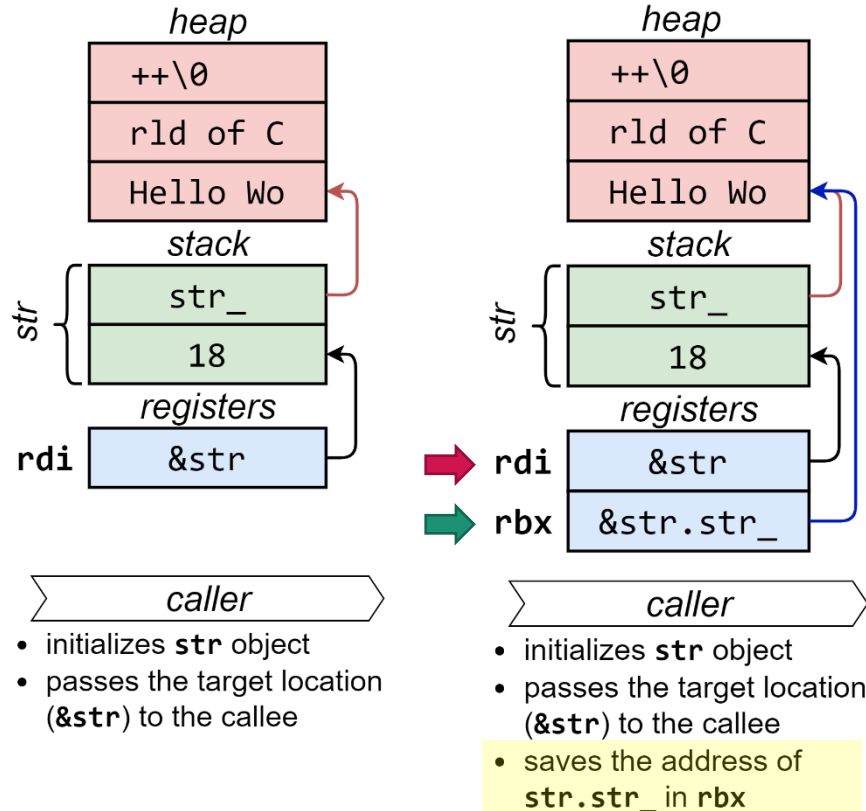 heap
++\0
rld of C
Hello Wo
stack
str
str_
18
registers
rdi &str
caller
• initializes str object
• passes the target location
(&str) to the callee
heap
++\0
rld of C
Hello Wo
stack
str
str_
18
registers
rdi &str
rbx &str.str_
caller
• initializes str object
• passes the target location
(&str) to the callee
• saves the address of
str.str_ in rbx